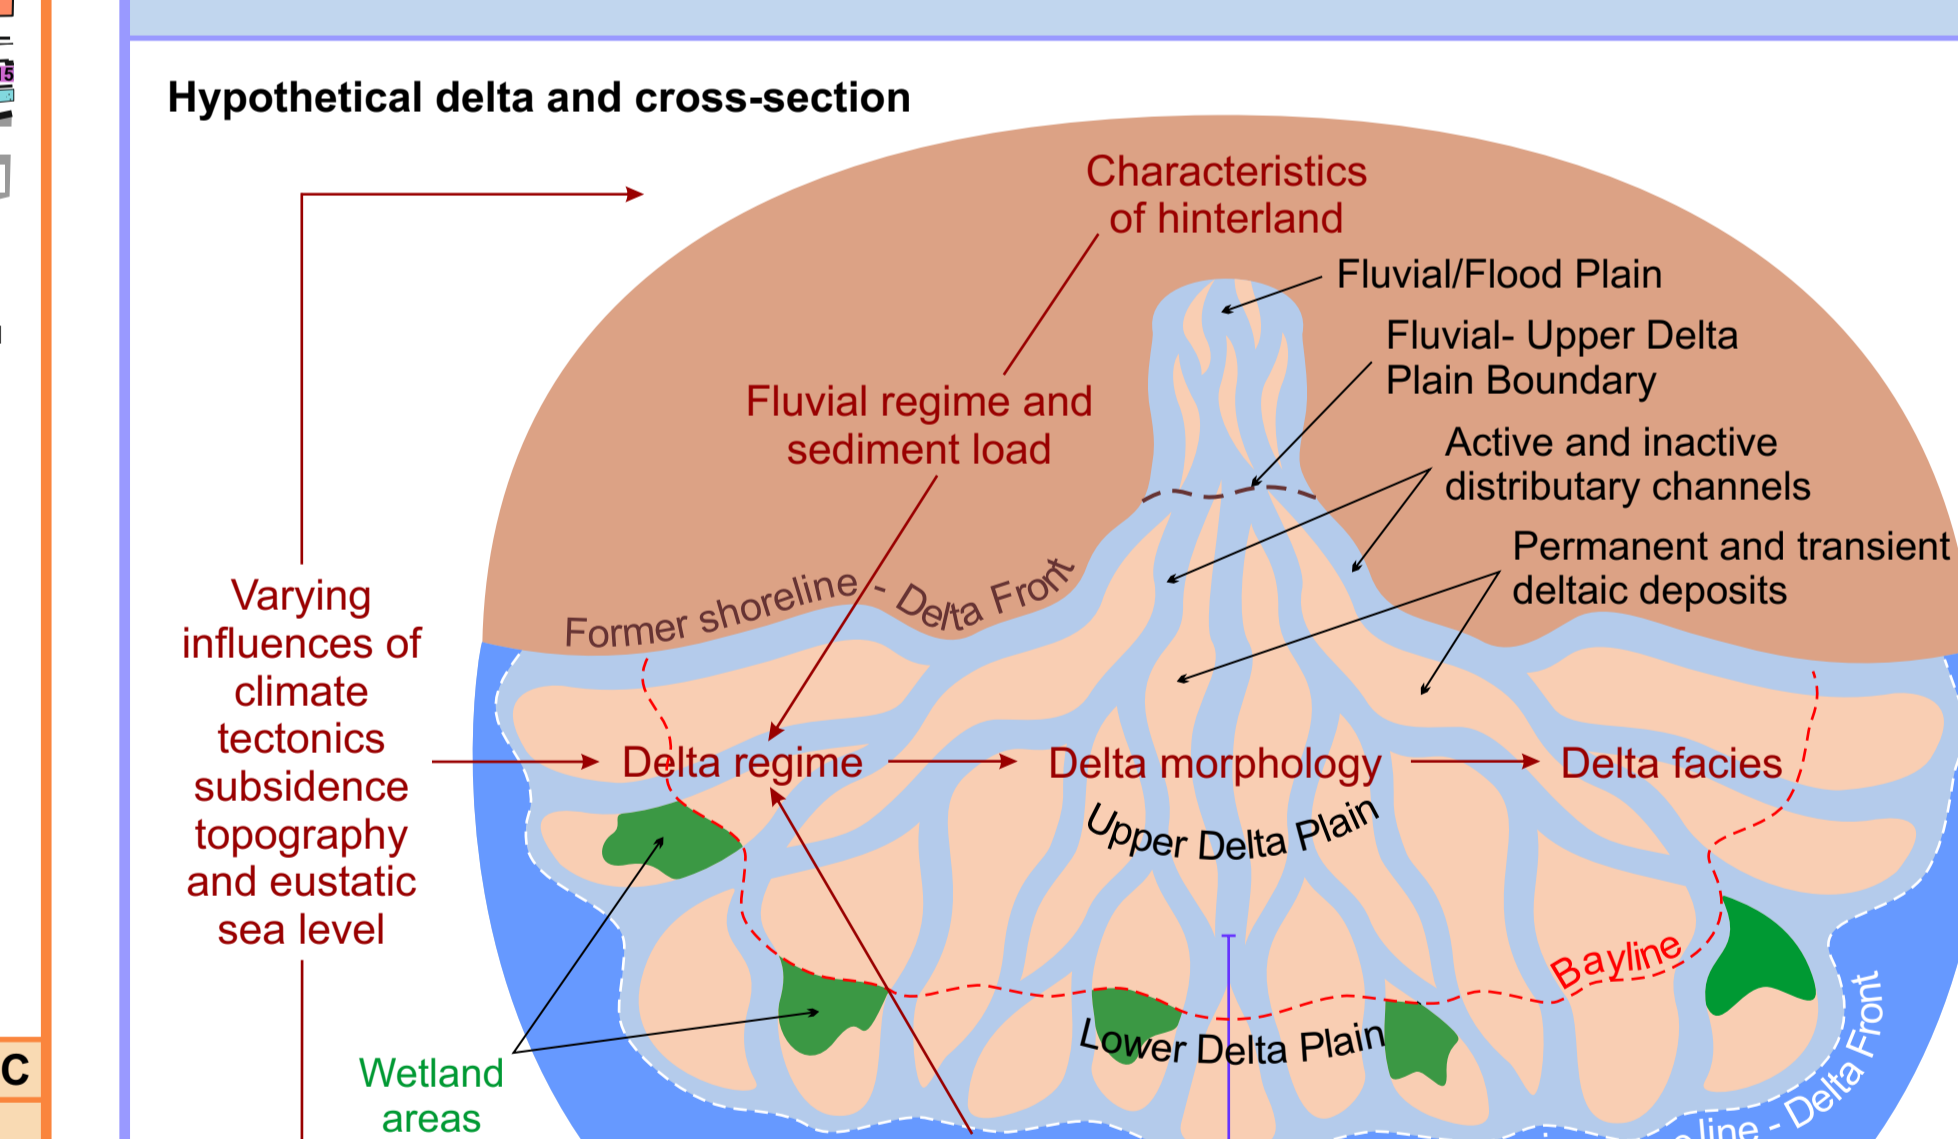 15
Hypothetical delta and cross-section
Characteristics
of hinterland
Fluvial/Flood Plain
Fluvial- Upper Delta
Plain Boundary
Fluvial regime and
sediment load
Active and inactive
distributary channels
Permanent and transient
deltaic deposits
Former shoreline - Delta Front
Varying
influences of
climate
tectonics
subsidence
topography
and eustatic
sea level
Delta regime
Delta morphology
Delta facies
Upper Delta Plain
Bayline
Lower Delta Plain
Wetland
areas
C
line - Delta Front